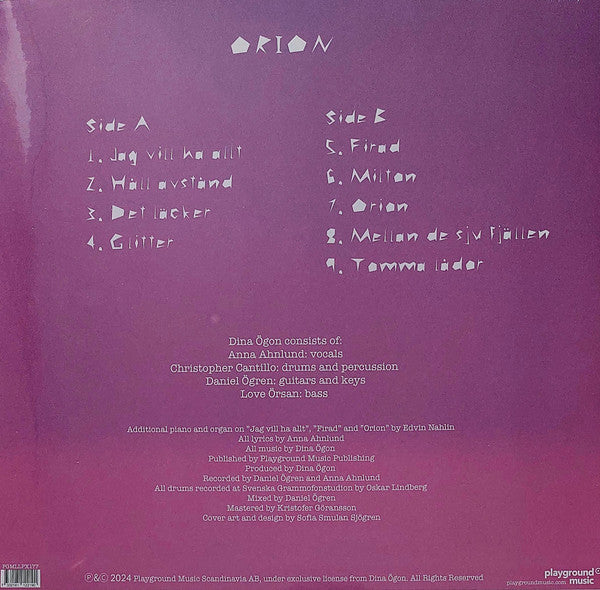 ORION
Side A
1. Jag vill ha allt
2. Håll avstånd
3. Det läcker
4. Glitter
Side B
5. Firad
6. Milton
7. Orion
8. Mellan de sju fjällen
9. Tomma lådor
Dina Ögon consists of:
Anna Ahnlund: vocals
Christopher Cantillo: drums and percussion
Daniel Ögren: guitars and keys
Love Örsan: bass
Additional piano and organ on "Jag vill ha allt", "Firad" and "Orion" by Edvin Nahlin
All lyrics by Anna Ahnlund
All music by Dina Ögon
Published by Playground Music Publishing
Produced by Dina Ögon
Recorded by Daniel Ögren and Anna Ahnlund
All drums recorded at Svenska Grammofonstudion by Oskar Lindberg
Mixed by Daniel Ögren
Mastered by Kristofer Göransson
Cover art and design by Sofia Smulan Sjögren
PGMLLPX177
℗&© 2024 Playground Music Scandinavia AB, under exclusive license from Dina Ögon. All Rights Reserved
playground
music
playgroundmusic.com